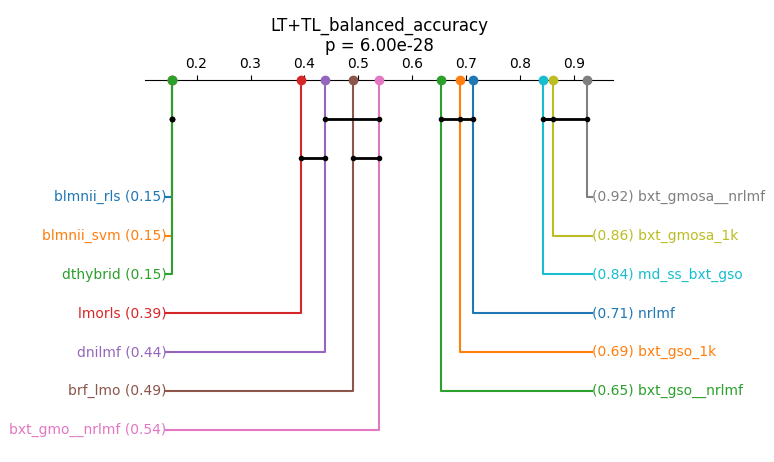 LT+TL_balanced_accuracy
p = 6.00e-28
0.2 0.3 0.4 0.5 0.6 0.7 0.8 0.9
blmnii_rls (0.15) (0.92) bxt_gmosa__nrlmf
blmnii_svm (0.15) (0.86) bxt_gmosa_1k
dthybrid (0.15) (0.84) md_ss_bxt_gso
lmorls (0.39) (0.71) nrlmf
dnilmf (0.44) (0.69) bxt_gso_1k
brf_lmo (0.49) (0.65) bxt_gso__nrlmf
bxt_gmo__nrlmf (0.54)